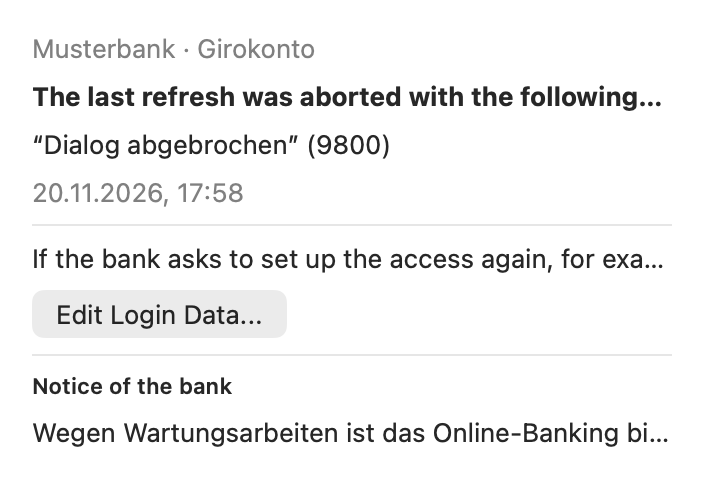 Musterbank · Girokonto
The last refresh was aborted with the following...
“Dialog abgebrochen” (9800)
20.11.2026, 17:58
If the bank asks to set up the access again, for exa...
Edit Login Data...
Notice of the bank
Wegen Wartungsarbeiten ist das Online-Banking bi...